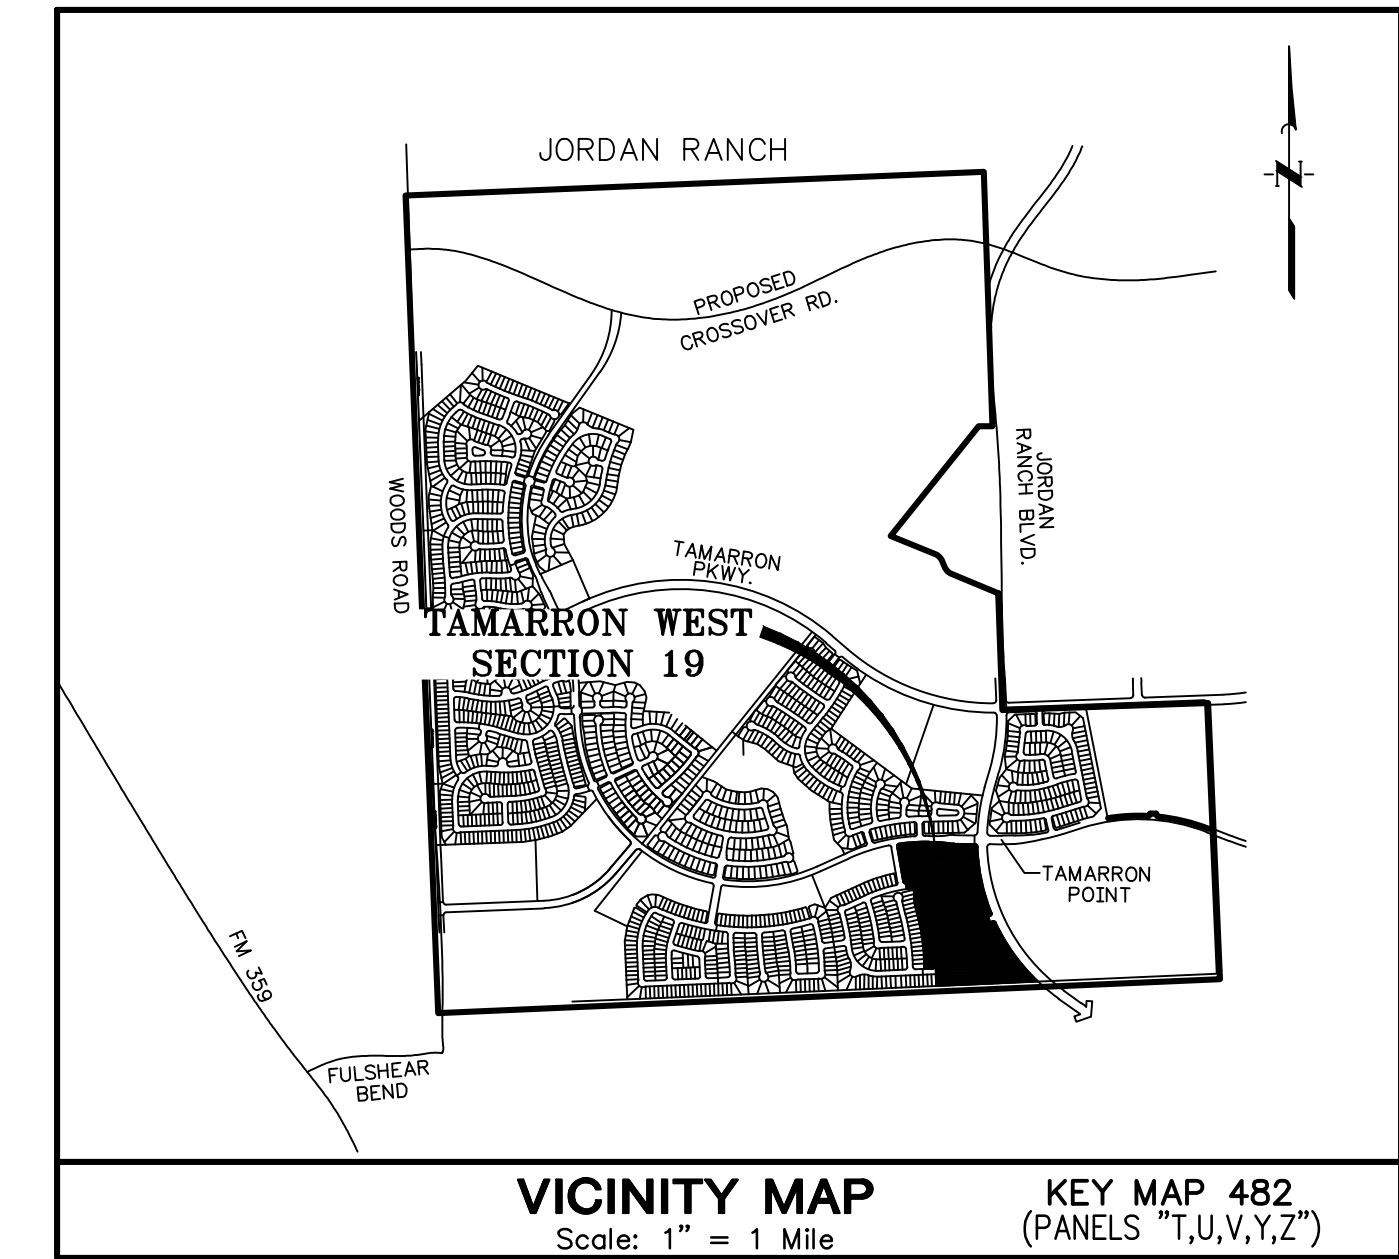 JORDAN RANCH
N
PROPOSED
CROSSOVER RD.
JORDAN
RANCH BLVD.
WOODS ROAD
TAMARRON
PKWY.
TAMARRON WEST
SECTION 19
TAMARRON
POINT
FM 359
FULSHEAR
BEND
VICINITY MAP
Scale: 1" = 1 Mile
KEY MAP 482
(PANELS "T,U,V,Y,Z")